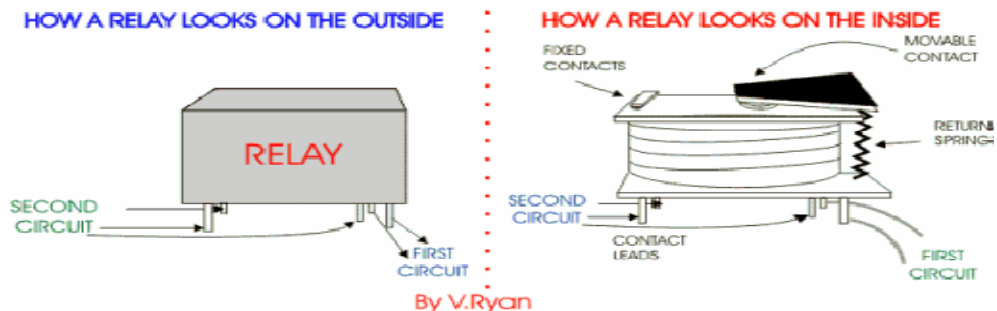 HOW A RELAY LOOKS ON THE OUTSIDE
RELAY
SECOND
CIRCUIT
FIRST
CIRCUIT
HOW A RELAY LOOKS ON THE INSIDE
FIXED
CONTACTS
MOVABLE
CONTACT
RETURN
SPRING
SECOND
CIRCUIT
CONTACT
LEADS
FIRST
CIRCUIT
By V.Ryan